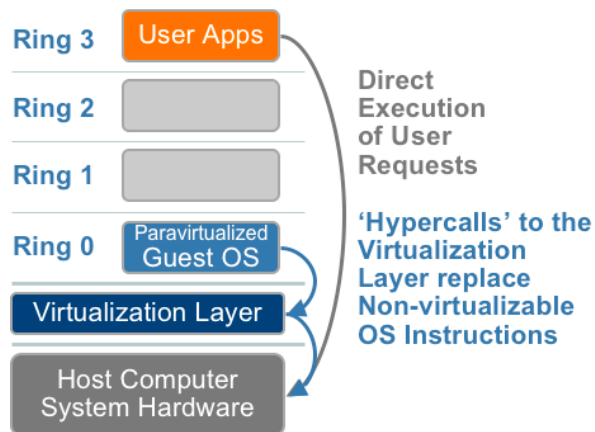 Ring 3
User Apps
Ring 2
Ring 1
Ring 0
Paravirtualized
Guest OS
Virtualization Layer
Host Computer
System Hardware
Direct
Execution
of User
Requests
‘Hypercalls’ to the
Virtualization
Layer replace
Non-virtualizable
OS Instructions